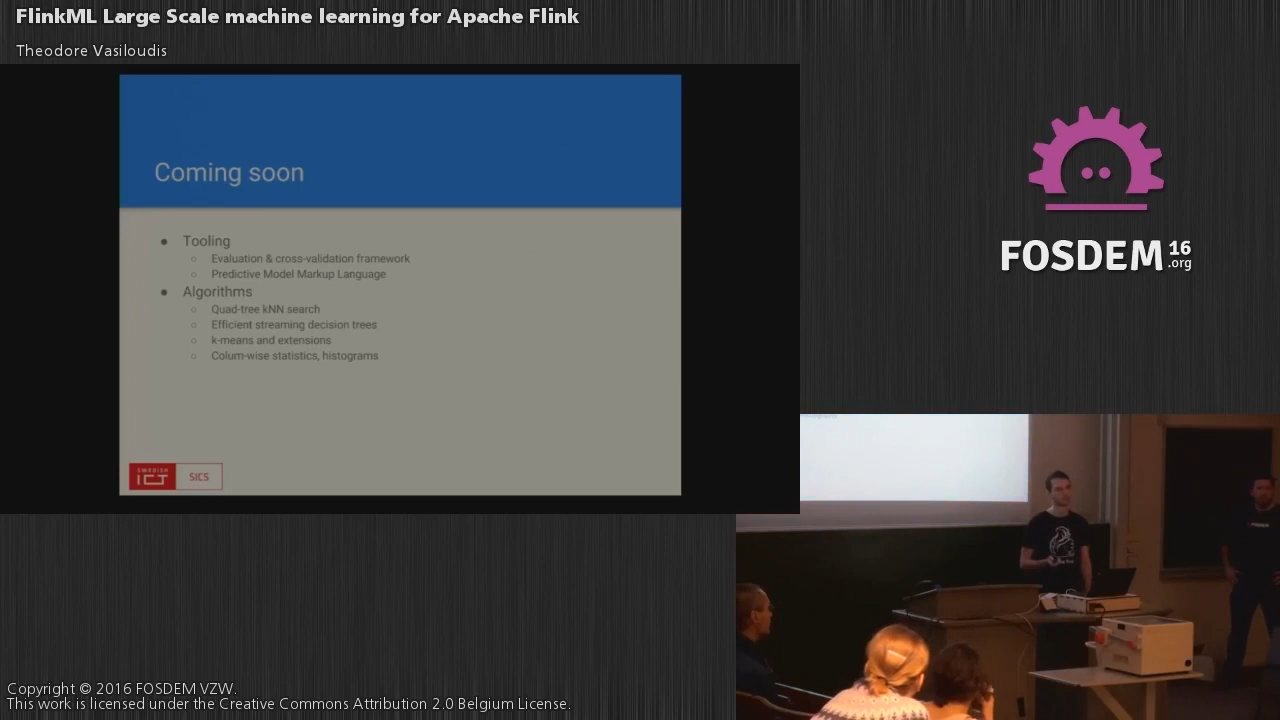 FlinkML Large Scale machine learning for Apache Flink
Theodore Vasiloudis
Coming soon
● Tooling
○ Evaluation & cross-validation framework
○ Predictive Model Markup Language
● Algorithms
○ Quad-tree kNN search
○ Efficient streaming decision trees
○ k-means and extensions
○ Colum-wise statistics, histograms
SWEDISH
ICT
SICS
FOSDEM 16
.org
Copyright © 2016 FOSDEM VZW.
This work is licensed under the Creative Commons Attribution 2.0 Belgium License.